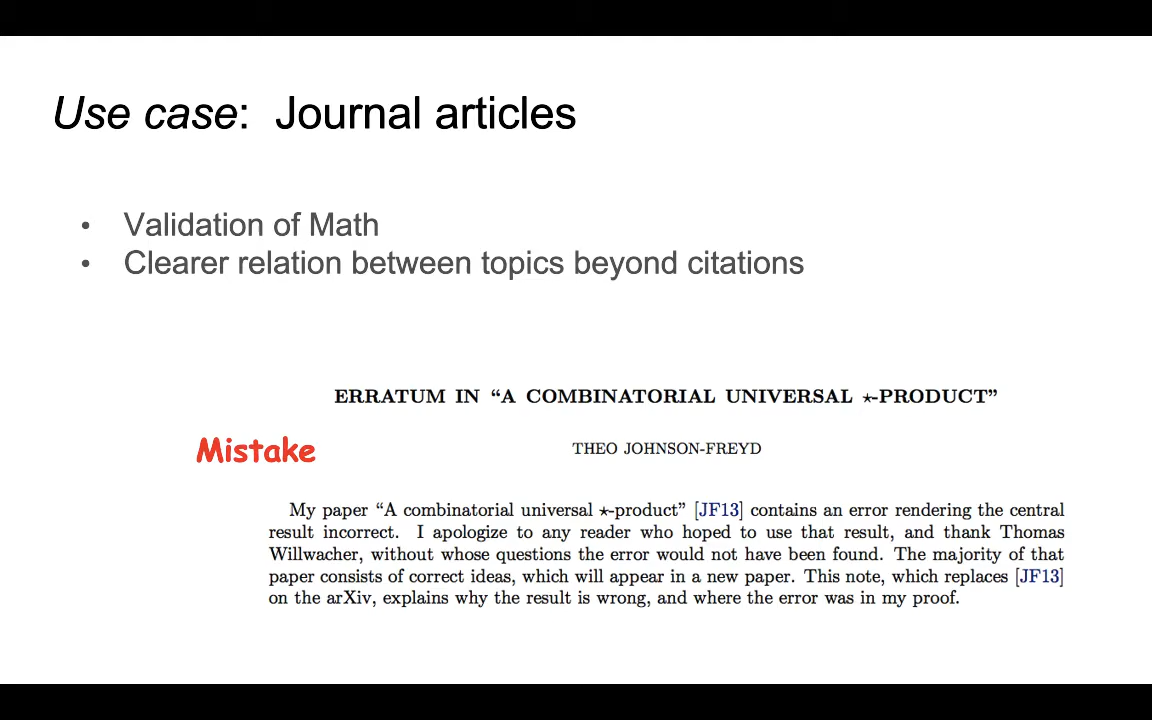 Use case: Journal articles
• Validation of Math
• Clearer relation between topics beyond citations
ERRATUM IN “A COMBINATORIAL UNIVERSAL ⋆-PRODUCT”
Mistake
THEO JOHNSON-FREYD
My paper “A combinatorial universal ⋆-product” [JF13] contains an error rendering the central
result incorrect. I apologize to any reader who hoped to use that result, and thank Thomas
Willwacher, without whose questions the error would not have been found. The majority of that
paper consists of correct ideas, which will appear in a new paper. This note, which replaces [JF13]
on the arXiv, explains why the result is wrong, and where the error was in my proof.